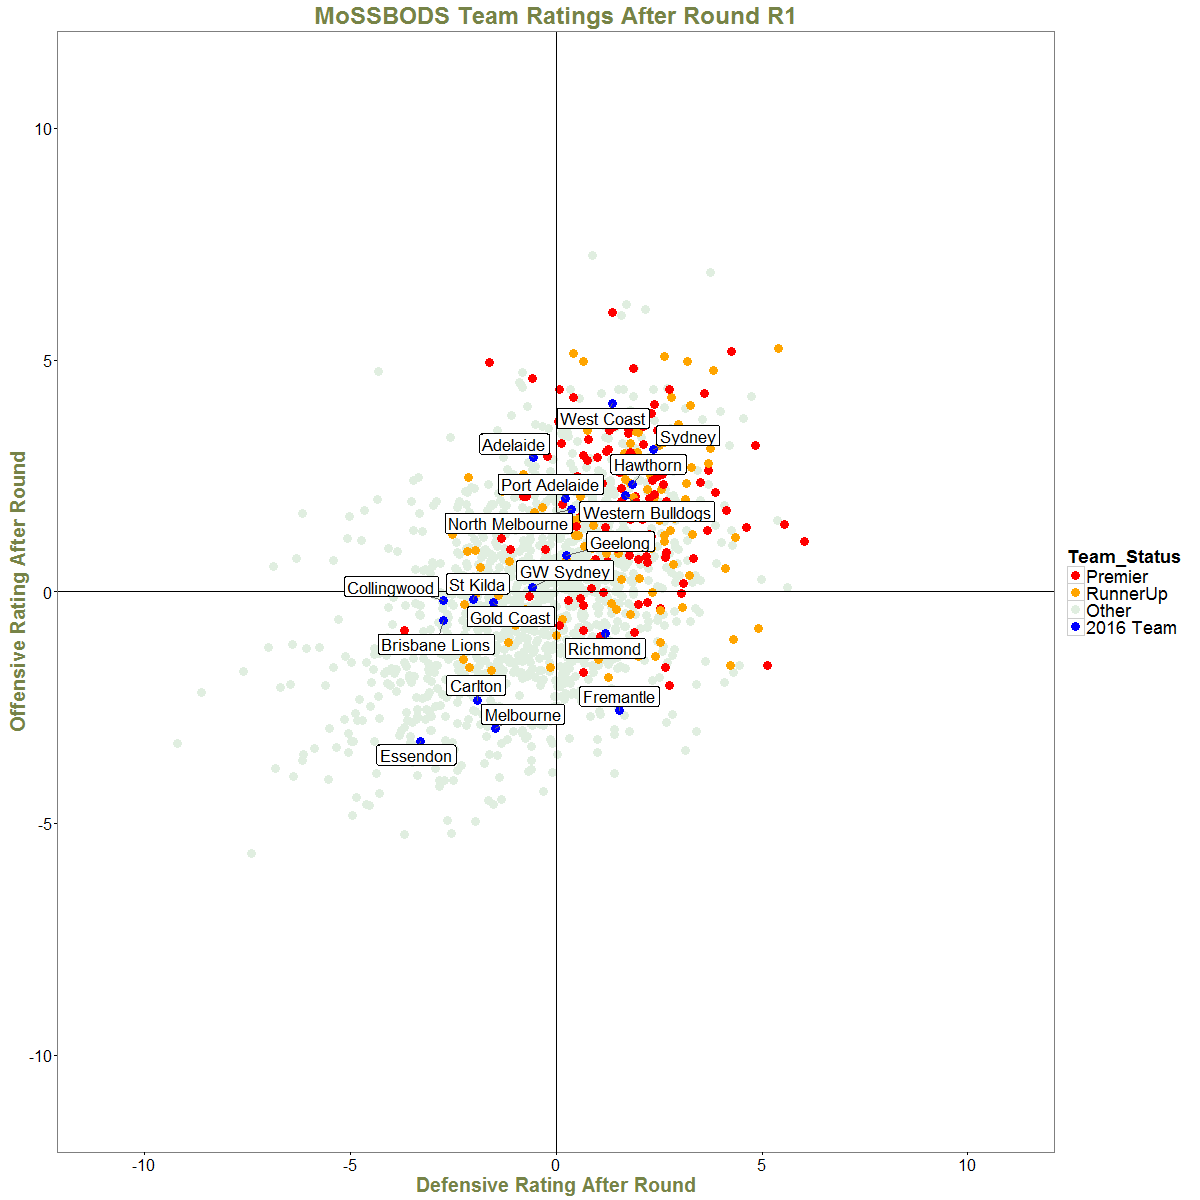 MoSSBODS Team Ratings After Round R1
Offensive Rating After Round
10
5
0
-5
-10
West Coast
Sydney
Adelaide
Hawthorn
Port Adelaide
Western Bulldogs
North Melbourne
Geelong
GW Sydney
Collingwood
St Kilda
Gold Coast
Brisbane Lions
Richmond
Carlton
Fremantle
Melbourne
Essendon
Team_Status
Premier
RunnerUp
Other
2016 Team
-10
-5
0
5
10
Defensive Rating After Round